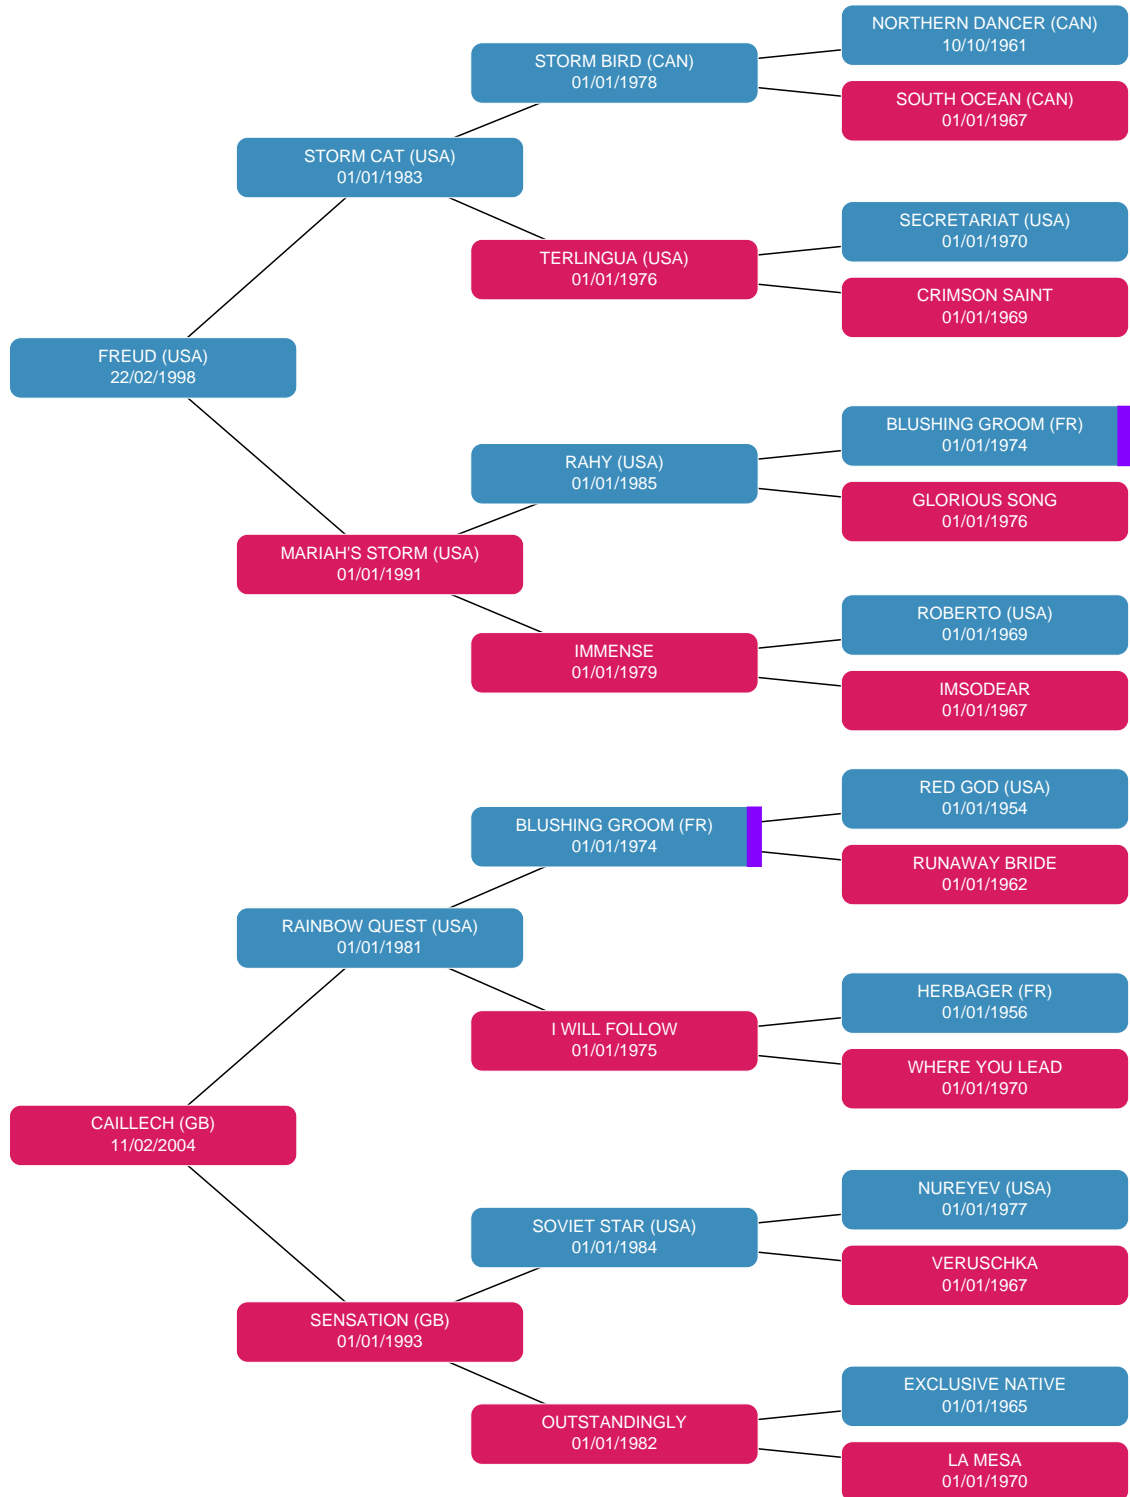 NORTHERN DANCER (CAN)
10/10/1961
STORM BIRD (CAN)
01/01/1978
SOUTH OCEAN (CAN)
01/01/1967
STORM CAT (USA)
01/01/1983
SECRETARIAT (USA)
01/01/1970
TERLINGUA (USA)
01/01/1976
CRIMSON SAINT
01/01/1969
FREUD (USA)
22/02/1998
BLUSHING GROOM (FR)
01/01/1974
RAHY (USA)
01/01/1985
GLORIOUS SONG
01/01/1976
MARIAH'S STORM (USA)
01/01/1991
ROBERTO (USA)
01/01/1969
IMMENSE
01/01/1979
IMSODEAR
01/01/1967
RED GOD (USA)
01/01/1954
BLUSHING GROOM (FR)
01/01/1974
RUNAWAY BRIDE
01/01/1962
RAINBOW QUEST (USA)
01/01/1981
HERBAGER (FR)
01/01/1956
I WILL FOLLOW
01/01/1975
WHERE YOU LEAD
01/01/1970
CAILLECH (GB)
11/02/2004
NUREYEV (USA)
01/01/1977
SOVIET STAR (USA)
01/01/1984
VERUSCHKA
01/01/1967
SENSATION (GB)
01/01/1993
EXCLUSIVE NATIVE
01/01/1965
OUTSTANDINGLY
01/01/1982
LA MESA
01/01/1970